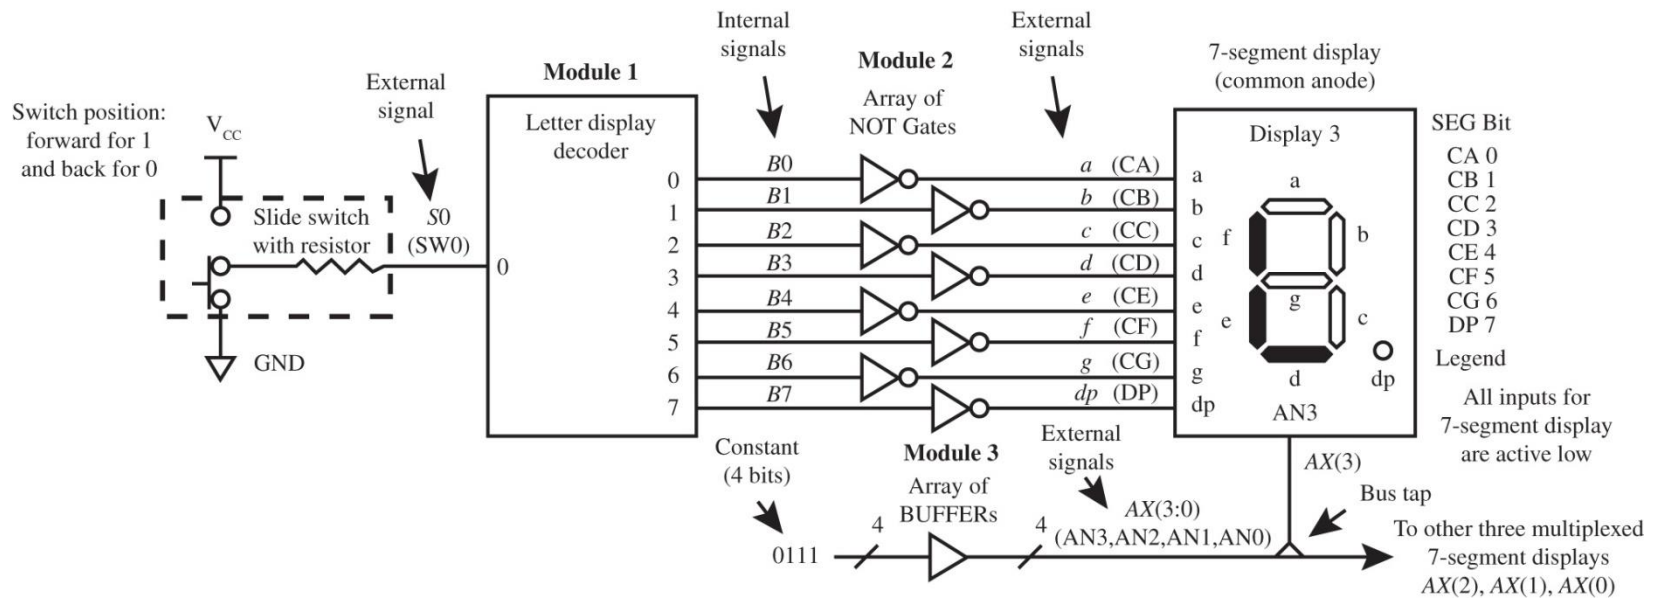 Switch position:
forward for 1
and back for 0
VCC
External
signal
Slide switch
with resistor
S0
(SW0)
GND
Module 1
Letter display
decoder
0
0
1
2
3
4
5
6
7
Internal
signals
B0
B1
B2
B3
B4
B5
B6
B7
Module 2
Array of
NOT Gates
External
signals
a (CA)
b (CB)
c (CC)
d (CD)
e (CE)
f (CF)
g (CG)
dp (DP)
7-segment display
(common anode)
Display 3
a
b
c
d
e
f
g
dp
a
f
b
g
e
c
d
dp
AN3
SEG Bit
CA 0
CB 1
CC 2
CD 3
CE 4
CF 5
CG 6
DP 7
Legend
All inputs for
7-segment display
are active low
Constant
(4 bits)
0111
4
Module 3
Array of
BUFFERs
4
External
signals
AX(3:0)
(AN3,AN2,AN1,AN0)
AX(3)
Bus tap
To other three multiplexed
7-segment displays
AX(2), AX(1), AX(0)